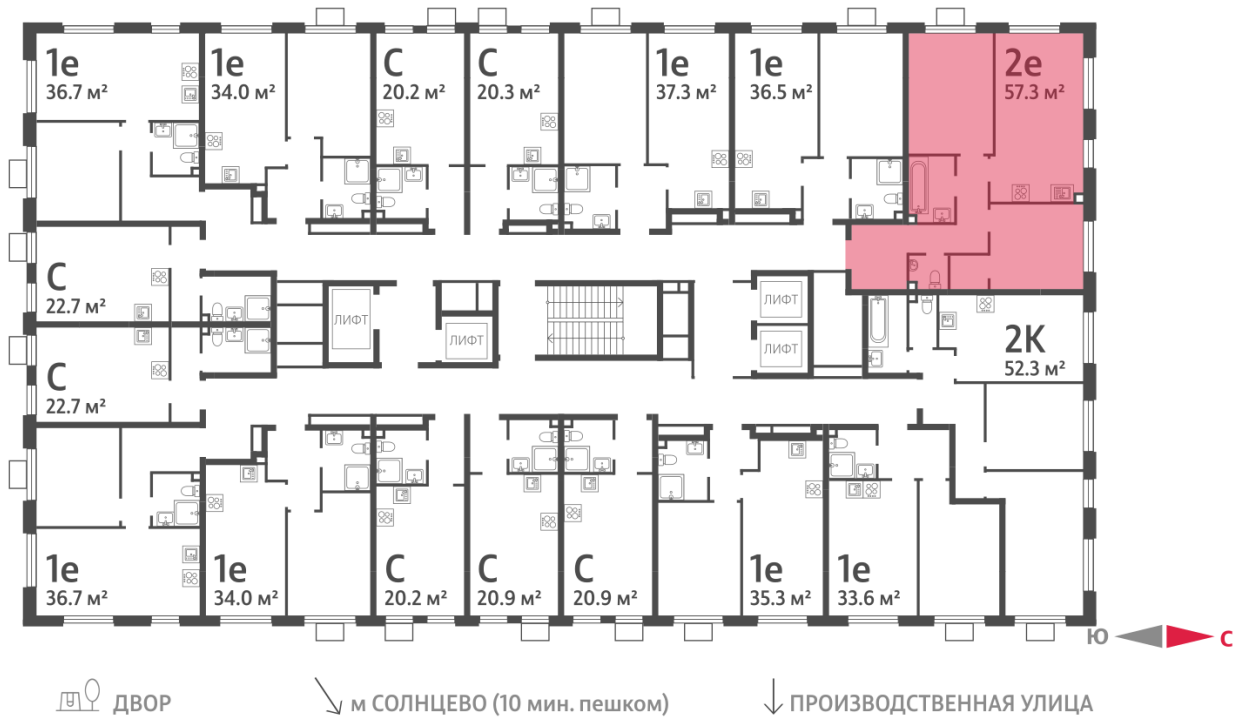 1е
36.7 м²
1е
34.0 м²
С
20.2 м²
С
20.3 м²
1е
37.3 м²
1е
36.5 м²
2е
57.3 м²
С
22.7 м²
ЛИФТ
ЛИФТ
ЛИФТ
ЛИФТ
2К
52.3 м²
С
22.7 м²
1е
36.7 м²
1е
34.0 м²
С
20.2 м²
С
20.9 м²
С
20.9 м²
1е
35.3 м²
1е
33.6 м²
Ю С
ДВОР
м СОЛНЦЕВО (10 мин. пешком)
ПРОИЗВОДСТВЕННАЯ УЛИЦА